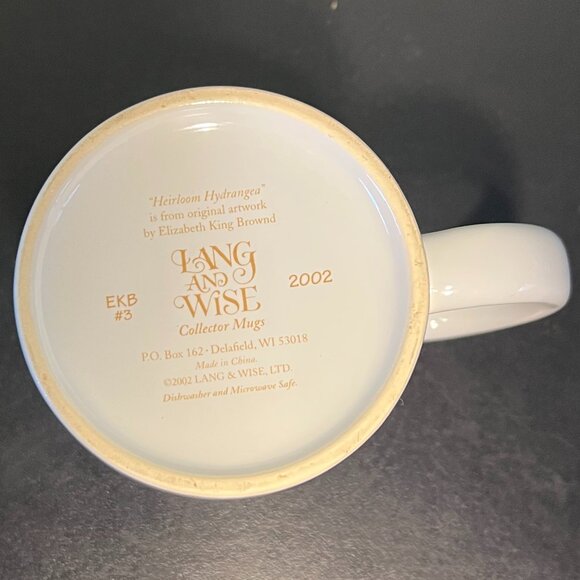 "Heirloom Hydrangea"
is from original artwork
by Elizabeth King Brownd
LANG
AND
WISE
EKB
#3
2002
Collector Mugs
P.O. Box 162 · Delafield, WI 53018
Made in China.
©2002 LANG & WISE, LTD.
Dishwasher and Microwave Safe.